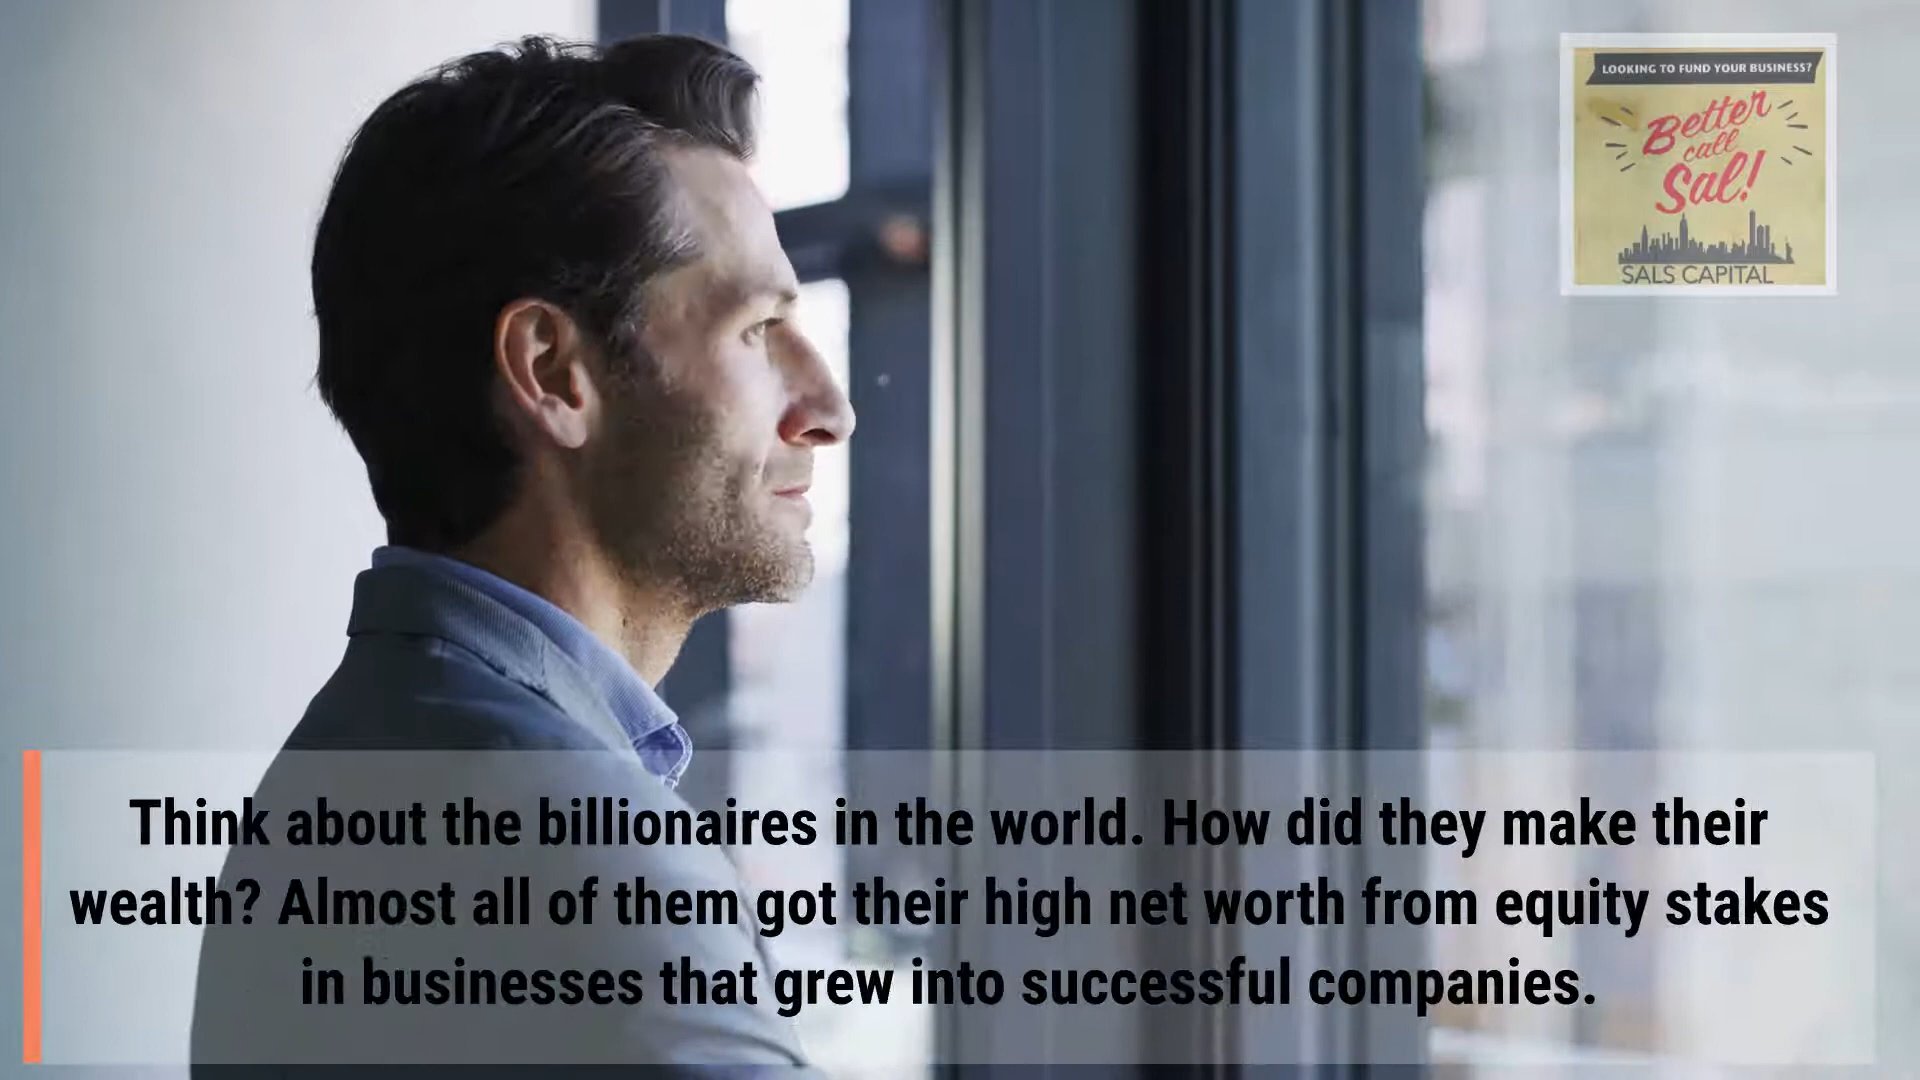 LOOKING TO FUND YOUR BUSINESS?
Better
call
Sal!
SALS CAPITAL
Think about the billionaires in the world. How did they make their
wealth? Almost all of them got their high net worth from equity stakes
in businesses that grew into successful companies.